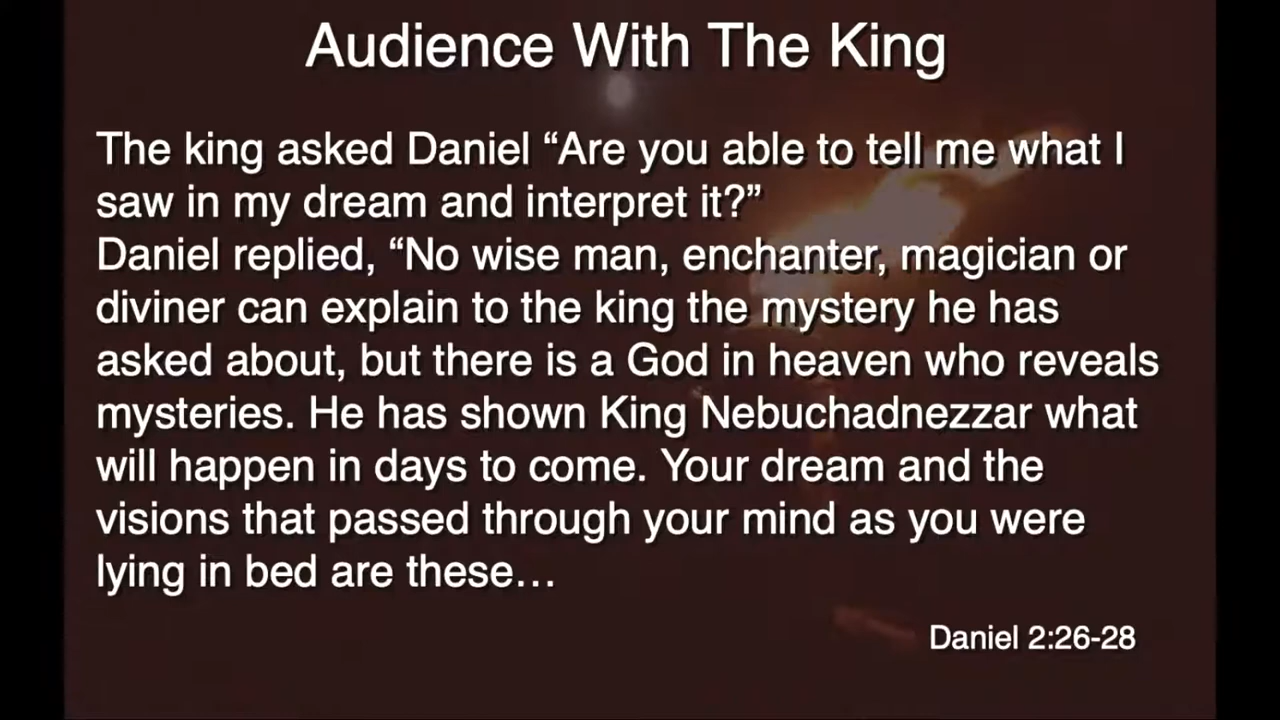 Audience With The King
The king asked Daniel “Are you able to tell me what I
saw in my dream and interpret it?”
Daniel replied, “No wise man, enchanter, magician or
diviner can explain to the king the mystery he has
asked about, but there is a God in heaven who reveals
mysteries. He has shown King Nebuchadnezzar what
will happen in days to come. Your dream and the
visions that passed through your mind as you were
lying in bed are these…
Daniel 2:26-28